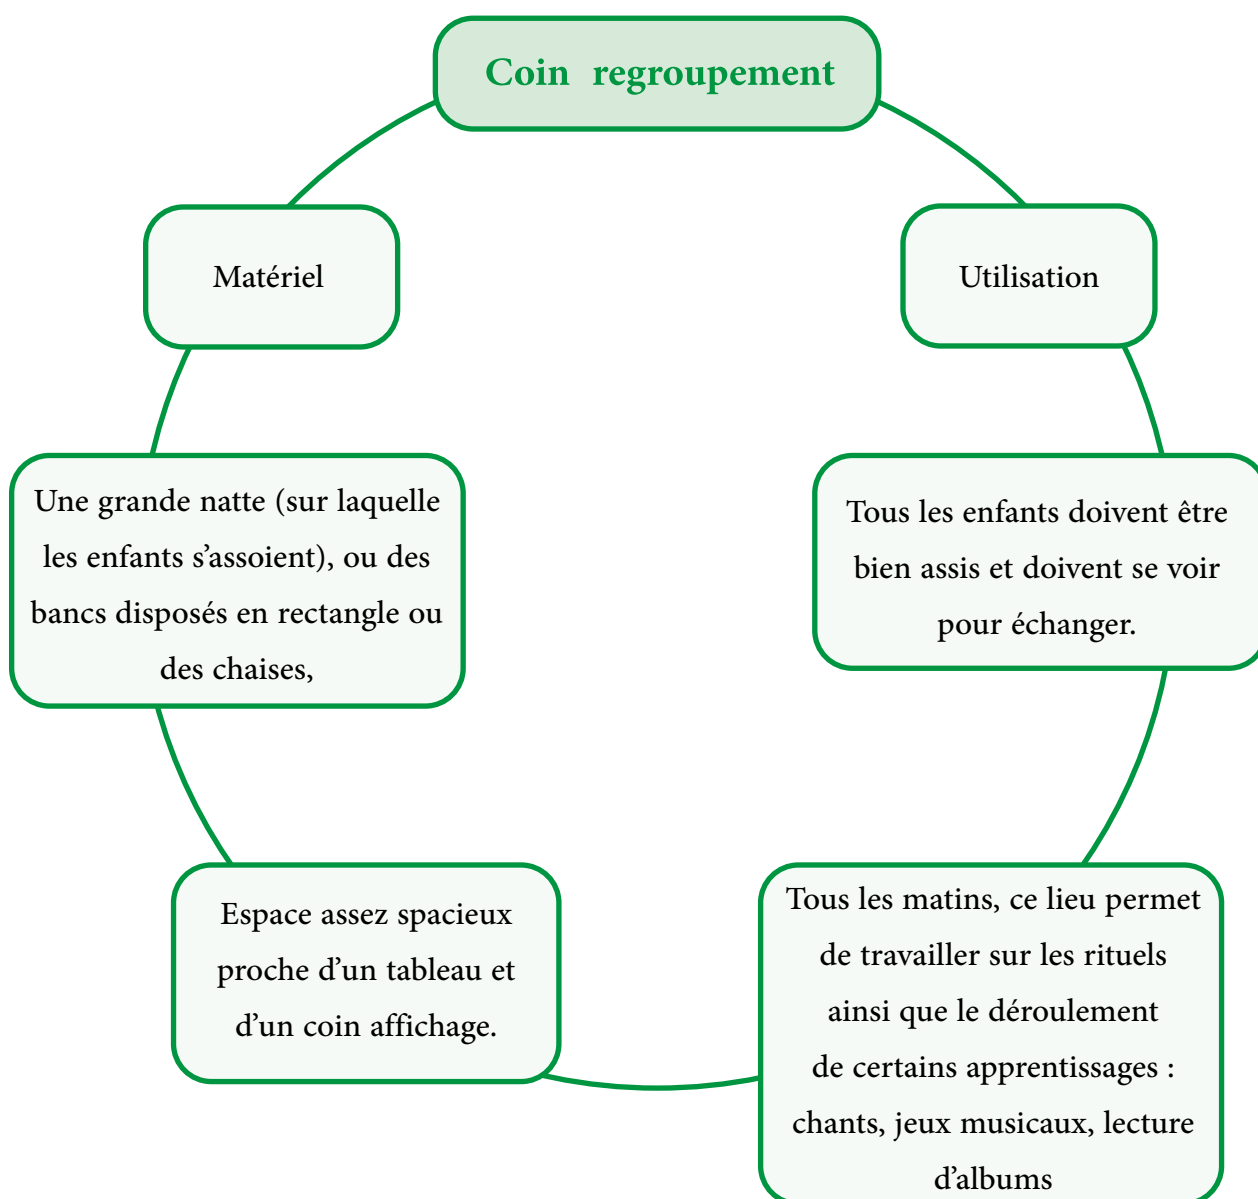 Coin regroupement
Matériel
Utilisation
Une grande natte (sur laquelle
les enfants s'assoient), ou des
bancs disposés en rectangle ou
des chaises,
Tous les enfants doivent être
bien assis et doivent se voir
pour échanger.
Espace assez spacieux
proche d'un tableau et
d'un coin affichage.
Tous les matins, ce lieu permet
de travailler sur les rituels
ainsi que le déroulement
de certains apprentissages :
chants, jeux musicaux, lecture
d'albums